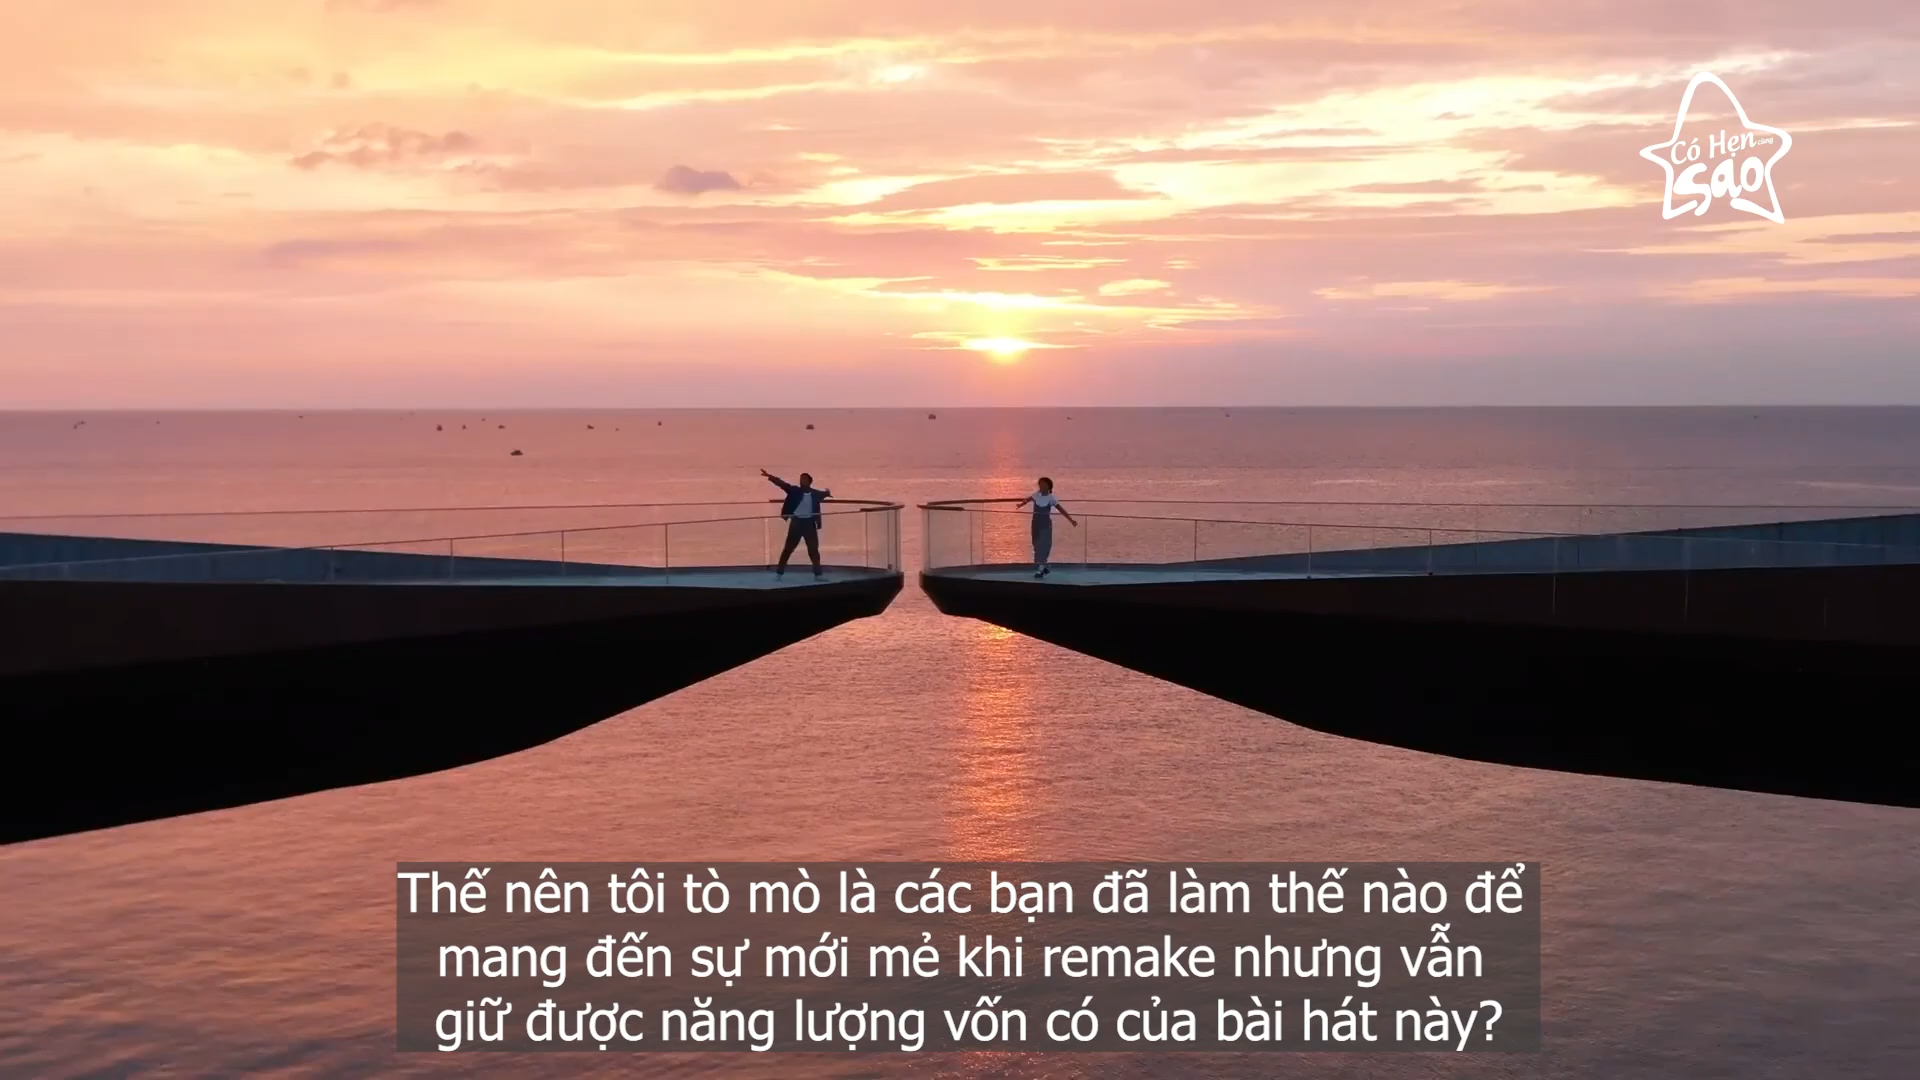 Có Hẹn cùng
sao
Thế nên tôi tò mò là các bạn đã làm thế nào để
mang đến sự mới mẻ khi remake nhưng vẫn
giữ được năng lượng vốn có của bài hát này?